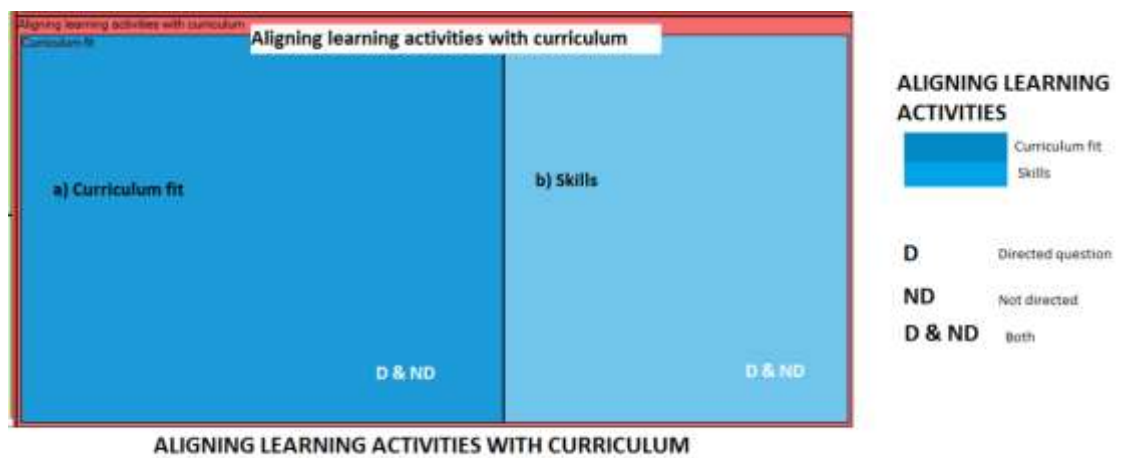 Aligning learning activities with curriculum
Curriculum fit
Aligning learning activities with curriculum
a) Curriculum fit
b) Skills
D & ND
D & ND
ALIGNING LEARNING ACTIVITIES WITH CURRICULUM
ALIGNING LEARNING
ACTIVITIES
Curriculum fit
Skills
D Directed question
ND Not directed
D & ND Both